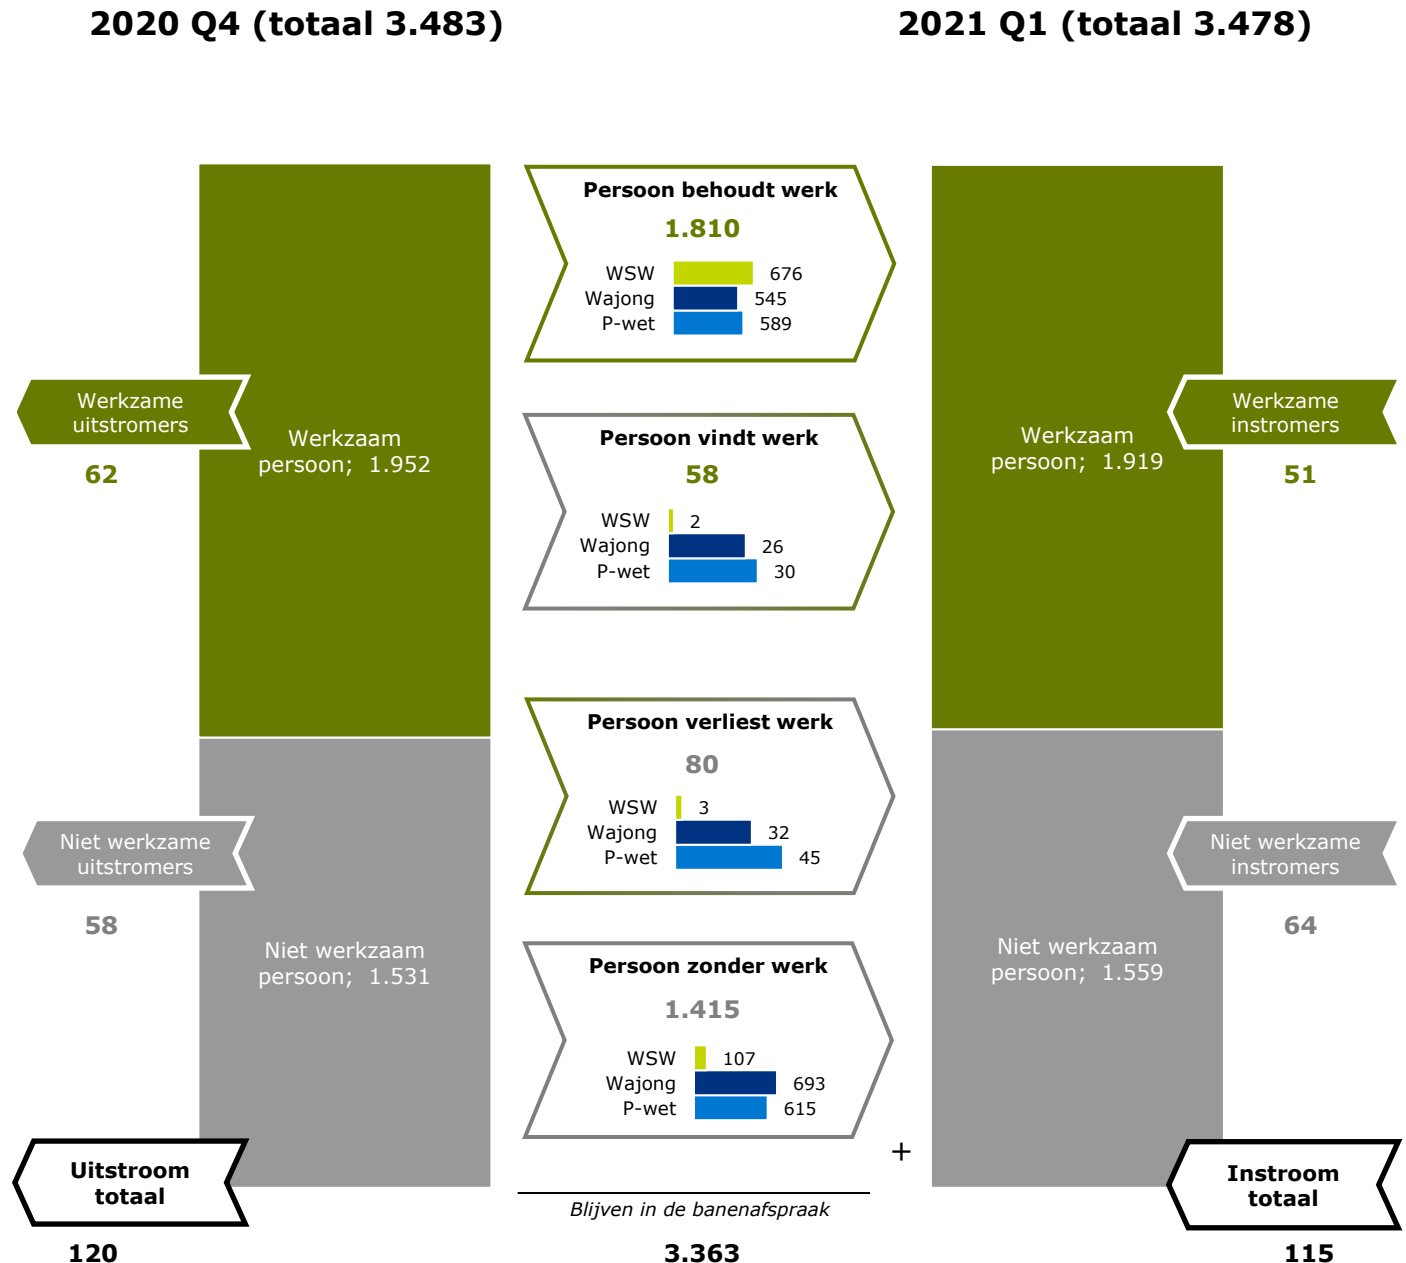 2020 Q4 (totaal 3.483)
2021 Q1 (totaal 3.478)
Persoon behoudt werk
1.810
WSW 676
Wajong 545
P-wet 589
Werkzame
uitstromers
62
Werkzaam
persoon; 1.952
Persoon vindt werk
58
WSW 2
Wajong 26
P-wet 30
Werkzaam
persoon; 1.919
Werkzame
instromers
51
Persoon verliest werk
80
WSW 3
Wajong 32
P-wet 45
Niet werkzame
uitstromers
58
Niet werkzaam
persoon; 1.531
Persoon zonder werk
1.415
WSW 107
Wajong 693
P-wet 615
Niet werkzaam
persoon; 1.559
Niet werkzame
instromers
64
+
Uitstroom
totaal
120
Blijven in de banenafspraak
3.363
Instroom
totaal
115